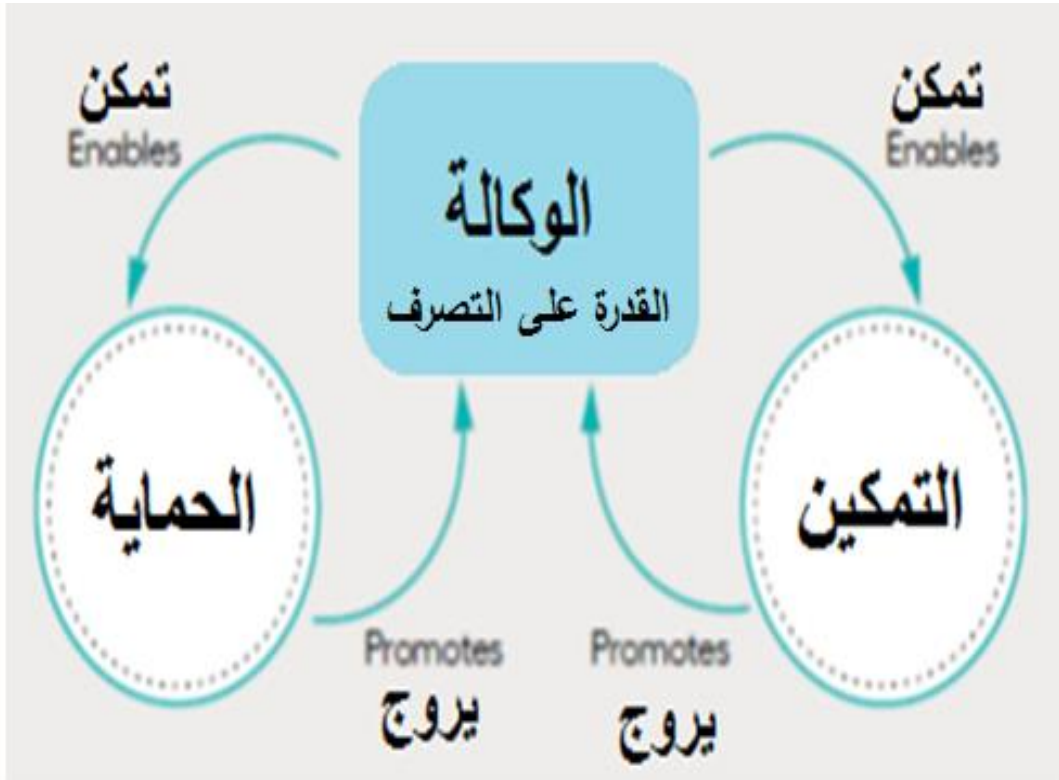 تمكن
Enables
تمكن
Enables
الوكالة
القدرة على التصرف
التمكين
الحماية
Promotes
يروج
Promotes
يروج